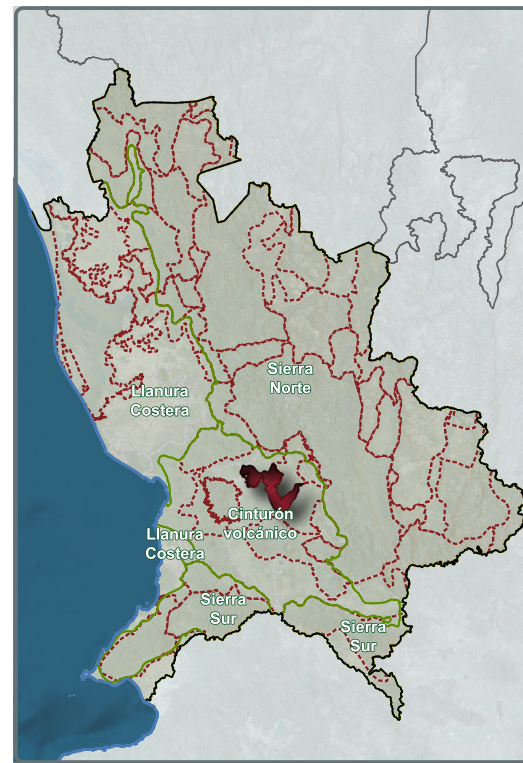 Sierra
Norte
Llanura
Costera
Cinturón
volcánico
Llanura
Costera
Sierra
Sur
Sierra
Sur